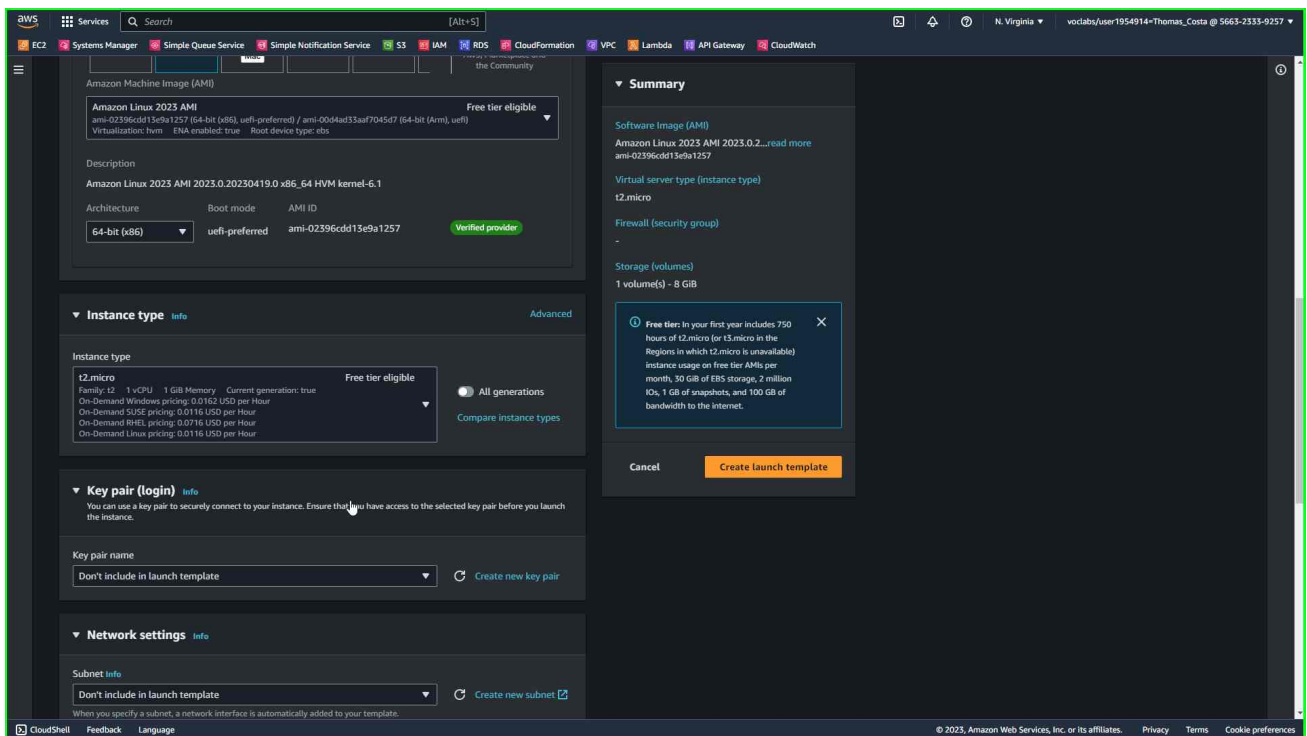 aws
Services
Search
[Alt+S]
N. Virginia
voclabs/user1954914=Thomas_Costa @ 5663-2333-9257
EC2
Systems Manager
Simple Queue Service
Simple Notification Service
S3
IAM
RDS
CloudFormation
VPC
Lambda
API Gateway
CloudWatch
Mac
the Community
Amazon Machine Image (AMI)
Amazon Linux 2023 AMI
Free tier eligible
ami-02396cdd13e9a1257 (64-bit (x86), uefi-preferred) / ami-00d4ad33aaf7045d7 (64-bit (Arm), uefi)
Virtualization: hvm ENA enabled: true Root device type: ebs
Description
Amazon Linux 2023 AMI 2023.0.20230419.0 x86_64 HVM kernel-6.1
Architecture
Boot mode
AMI ID
64-bit (x86)
uefi-preferred
ami-02396cdd13e9a1257
Verified provider
Instance type Info
Advanced
Instance type
t2.micro
Free tier eligible
Family: t2 1 vCPU 1 GiB Memory Current generation: true
On-Demand Windows pricing: 0.0162 USD per Hour
On-Demand SUSE pricing: 0.0116 USD per Hour
On-Demand RHEL pricing: 0.0716 USD per Hour
On-Demand Linux pricing: 0.0116 USD per Hour
All generations
Compare instance types
Key pair (login) Info
You can use a key pair to securely connect to your instance. Ensure that you have access to the selected key pair before you launch
the instance.
Key pair name
Don't include in launch template
Create new key pair
Network settings Info
Subnet Info
Don't include in launch template
Create new subnet
When you specify a subnet, a network interface is automatically added to your template.
Summary
Software Image (AMI)
Amazon Linux 2023 AMI 2023.0.2...read more
ami-02396cdd13e9a1257
Virtual server type (instance type)
t2.micro
Firewall (security group)
-
Storage (volumes)
1 volume(s) - 8 GiB
Free tier: In your first year includes 750
hours of t2.micro (or t3.micro in the
Regions in which t2.micro is unavailable)
instance usage on free tier AMIs per
month, 30 GiB of EBS storage, 2 million
IOs, 1 GB of snapshots, and 100 GB of
bandwidth to the internet.
Cancel
Create launch template
CloudShell
Feedback
Language
© 2023, Amazon Web Services, Inc. or its affiliates.
Privacy
Terms
Cookie preferences